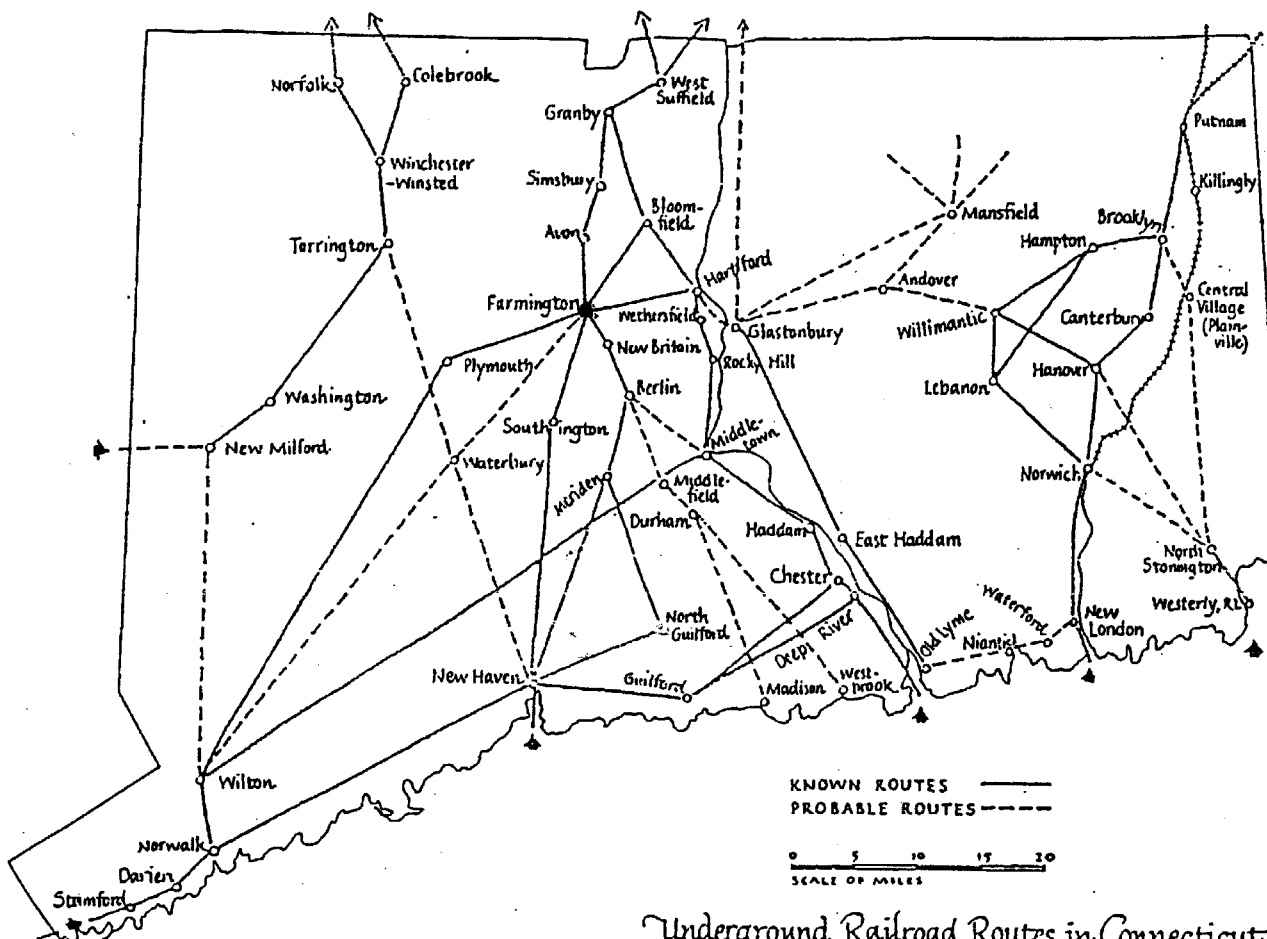 Norfolk
Colebrook
West
Suffield
Granby
Putnam
Winchester
-Winsted
Simsbury
Killingly
Bloom-
field
Mansfield
Brooklyn
Avon
Hampton
Torrington
Hartford
Andover
Farmington
Wethersfield
Glastonbury
Willimantic
Canterbury
Central
Village
(Plain-
ville)
New Britain
Plymouth
Rocky Hill
Hanover
Berlin
Lebanon
Washington
Southington
Middle-
town
New Milford
Waterbury
Meriden
Middle-
field
Norwich
Durham
Haddam
East Haddam
North
Stonington
Chester
Westerly, R.I.
North
Guilford
Deep River
Old Lyme
Waterford
Niantic
New
London
New Haven
Guilford
Madison
West-
brook
Wilton
KNOWN ROUTES
PROBABLE ROUTES
Norwalk
0 5 10 15 20
SCALE OF MILES
Darien
Stamford
Underground Railroad Routes in Connecticut